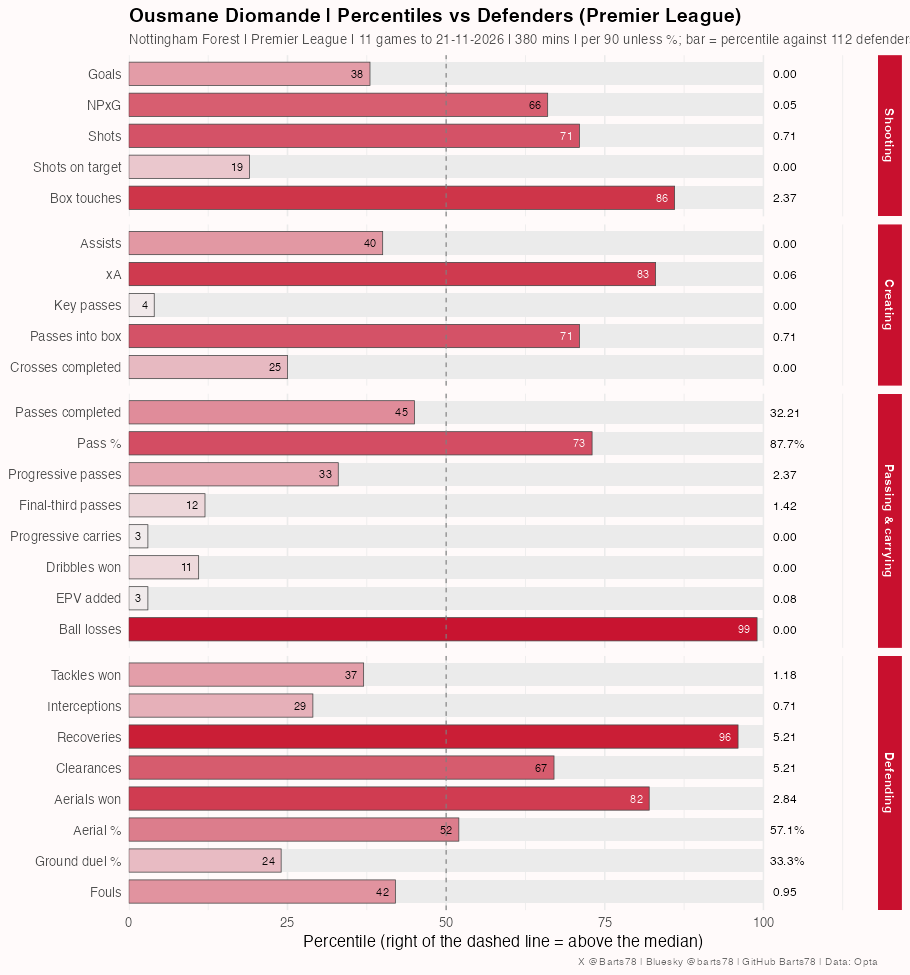 Ousmane Diomande | Percentiles vs Defenders (Premier League)
Nottingham Forest | Premier League | 11 games to 21-11-2026 | 380 mins | per 90 unless %; bar = percentile against 112 defender
Goals 38 0.00
NPxG 66 0.05
Shots 71 0.71
Shots on target 19 0.00
Box touches 86 2.37
Shooting
Assists 40 0.00
xA 83 0.06
Key passes 4 0.00
Passes into box 71 0.71
Crosses completed 25 0.00
Creating
Passes completed 45 32.21
Pass % 73 87.7%
Progressive passes 33 2.37
Final-third passes 12 1.42
Progressive carries 3 0.00
Dribbles won 11 0.00
EPV added 3 0.08
Ball losses 99 0.00
Passing & carrying
Tackles won 37 1.18
Interceptions 29 0.71
Recoveries 96 5.21
Clearances 67 5.21
Aerials won 82 2.84
Aerial % 52 57.1%
Ground duel % 24 33.3%
Fouls 42 0.95
Defending
0 25 50 75 100
Percentile (right of the dashed line = above the median)
X @Barts78 | Bluesky @barts78 | GitHub Barts78 | Data: Opta